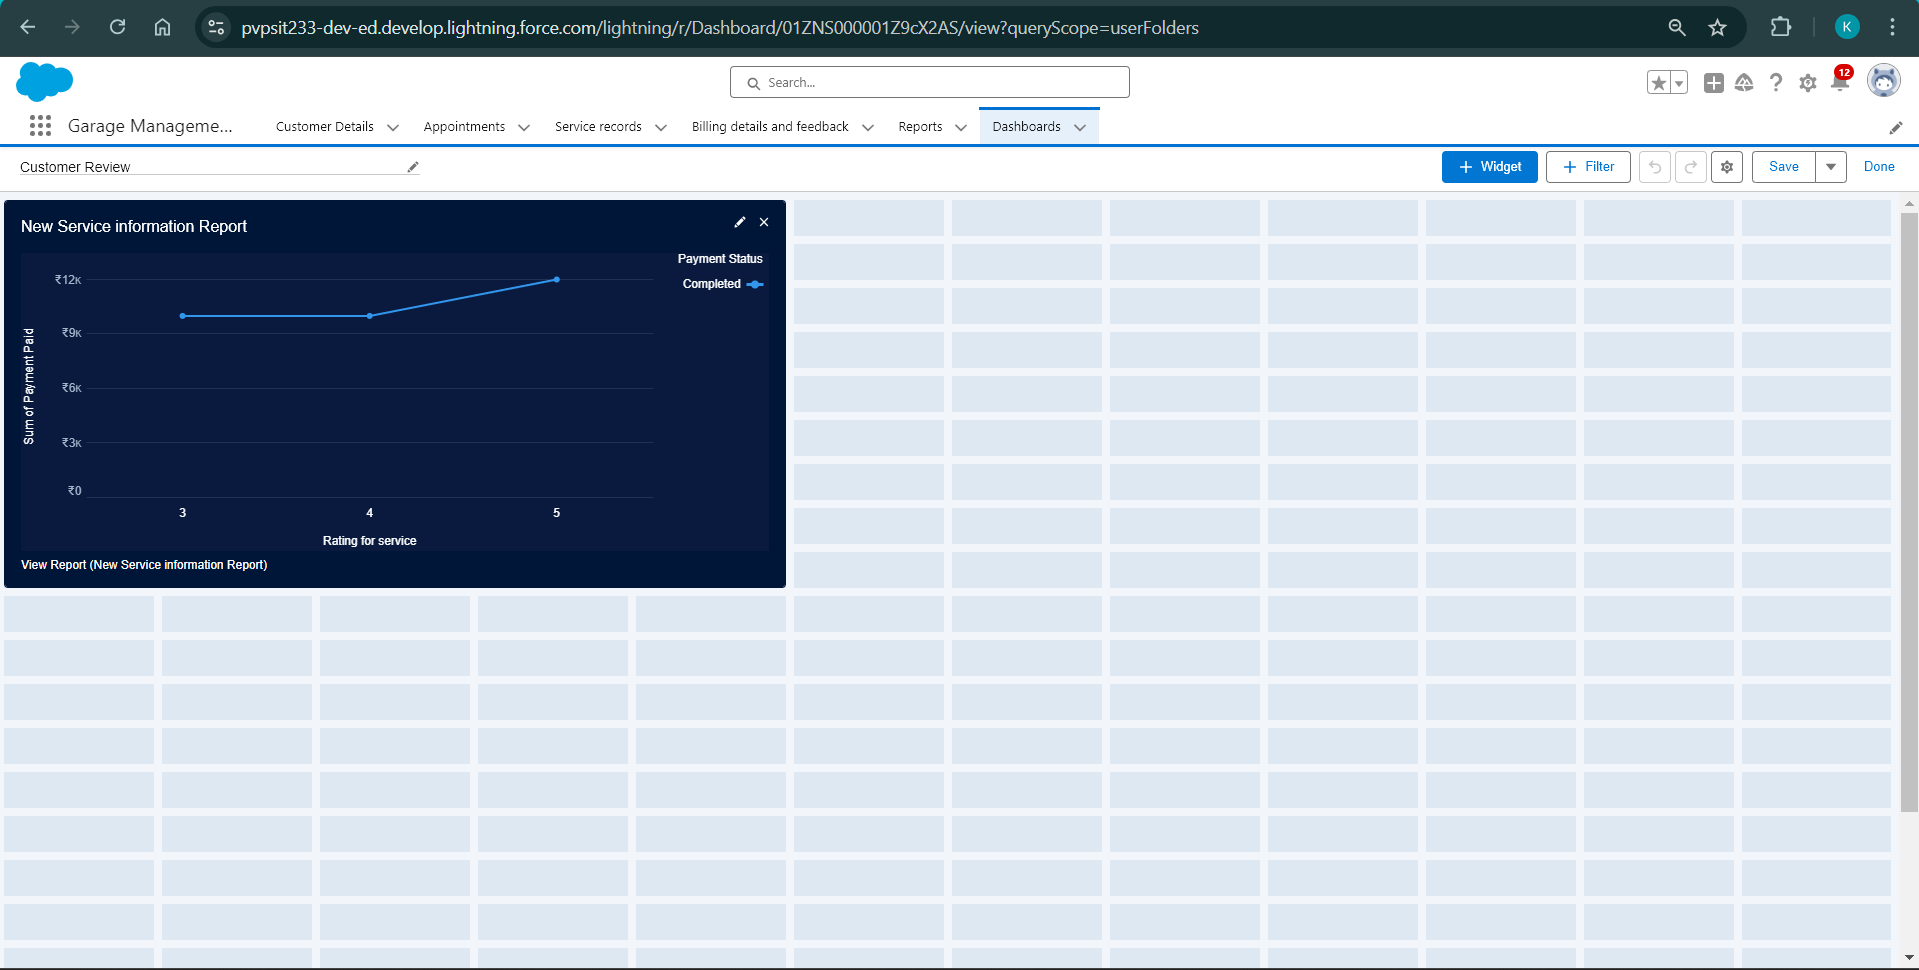 pvpsit233-dev-ed.develop.lightning.force.com/lightning/r/Dashboard/01ZNS000001Z9cX2AS/view?queryScope=userFolders
K
Search...
12
Garage Manageme...
Customer Details
Appointments
Service records
Billing details and feedback
Reports
Dashboards
Customer Review
+ Widget
+ Filter
Save
Done
New Service information Report
Payment Status
Completed
₹12K
₹9K
₹6K
₹3K
₹0
Sum of Payment Paid
3
4
5
Rating for service
View Report (New Service information Report)